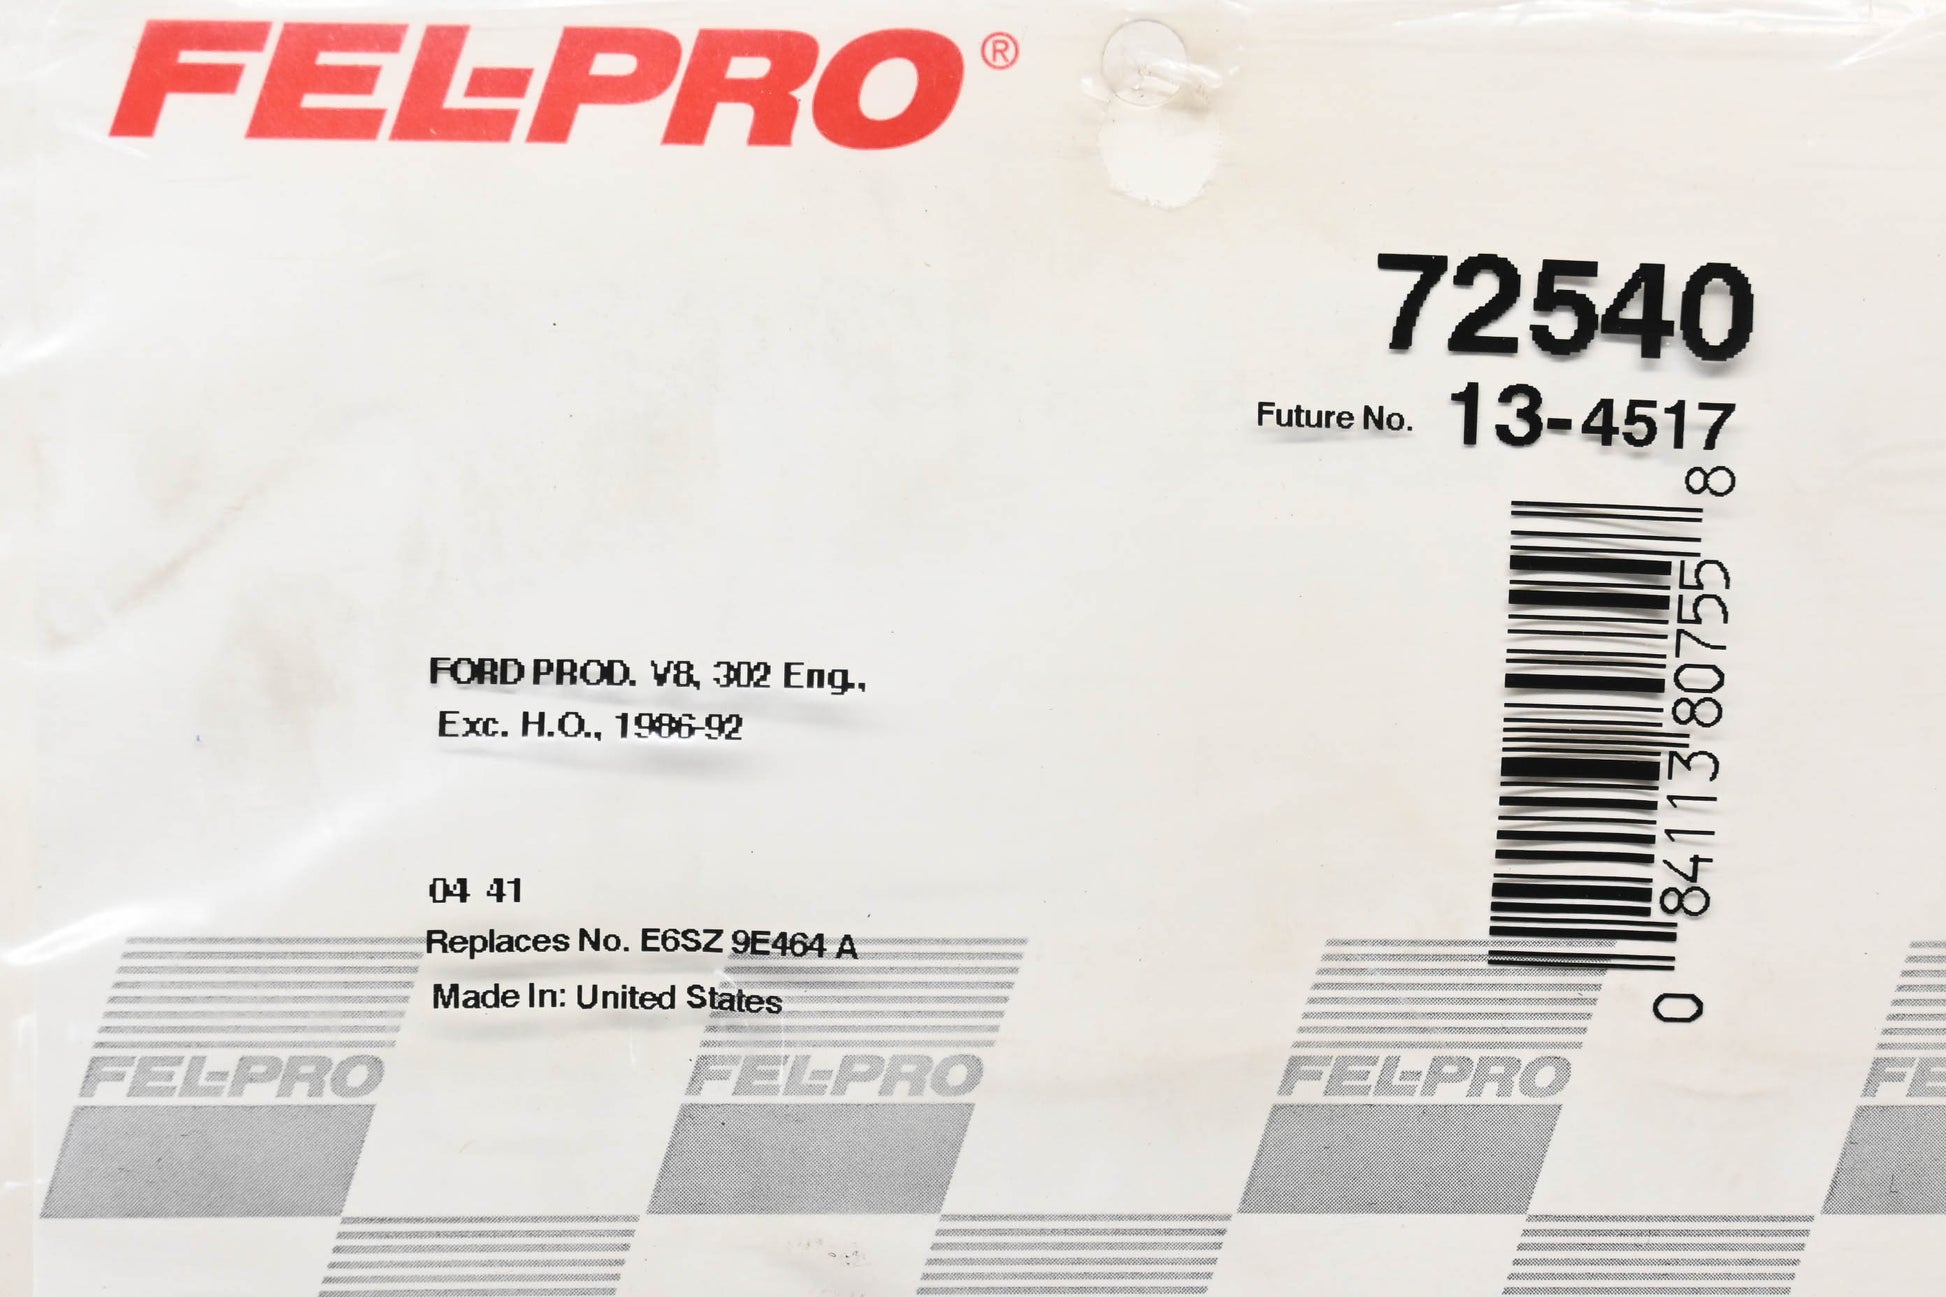 FEL-PRO®
72540
Future No. 13-4517
0 84113 80755 8
FORD PROD. V8, 302 Eng.,
Exc. H.O., 1986-92
04 41
Replaces No. E6SZ 9E464 A
Made In: United States
FEL-PRO FEL-PRO FEL-PRO FE